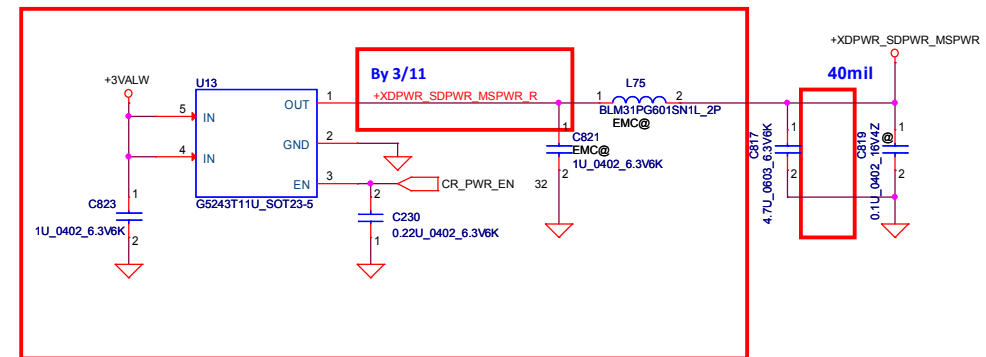 +XDPWR_SDPWR_MSPWR
By 3/11
40mil
+3VALW
U13
L75
OUT 1
+XDPWR_SDPWR_MSPWR_R
1 2
BLM31PG601SN1L_2P
EMC@
5 IN
4 IN
GND 2
EN 3
G5243T11U_SOT23-5
CR_PWR_EN 32
1
C821
EMC@
1U_0402_6.3V6K
2
1
C817
4.7U_0603_6.3V6K
2
1
@
C819
0.1U_0402_16V4Z
2
1
C823
1U_0402_6.3V6K
2
2
C230
0.22U_0402_6.3V6K
1